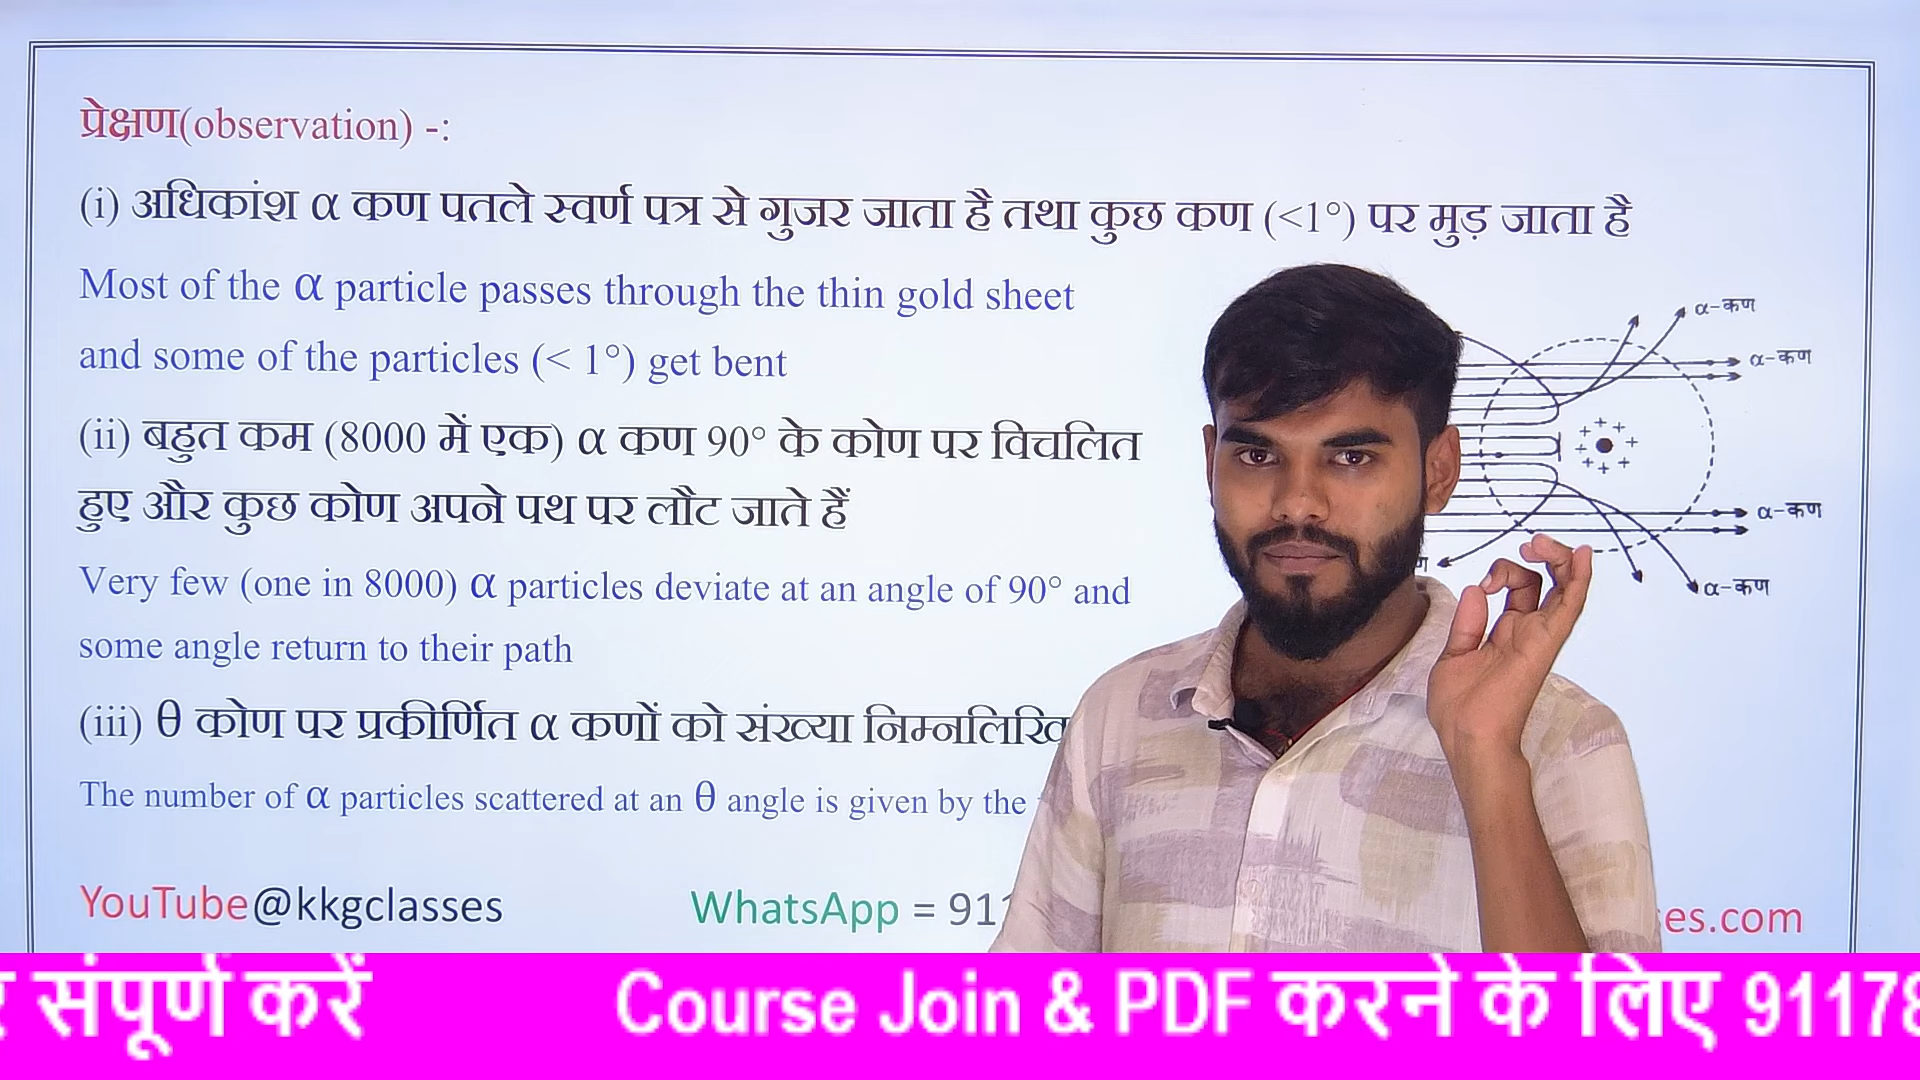 प्रेक्षण(observation) -:
(i) अधिकांश α कण पतले स्वर्ण पत्र से गुजर जाता है तथा कुछ कण (<1°) पर मुड़ जाता है
Most of the α particle passes through the thin gold sheet
and some of the particles (< 1°) get bent
(ii) बहुत कम (8000 में एक) α कण 90° के कोण पर विचलित
हुए और कुछ कोण अपने पथ पर लौट जाते हैं
Very few (one in 8000) α particles deviate at an angle of 90° and
some angle return to their path
(iii) θ कोण पर प्रकीर्णित α कणों को संख्या
The number of α particles scattered at an θ angle is given by the
α-कण
α-कण
α-कण
α-कण
YouTube@kkgclasses
WhatsApp = 911
es.com
संपूर्ण करें
Course Join & PDF करने के लिए 91178